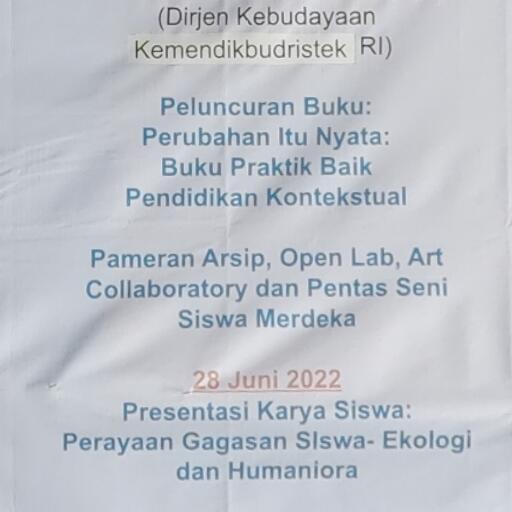 (Dirjen Kebudayaan
Kemendikbudristek RI)
Peluncuran Buku:
Perubahan Itu Nyata:
Buku Praktik Baik
Pendidikan Kontekstual
Pameran Arsip, Open Lab, Art
Collaboratory dan Pentas Seni
Siswa Merdeka
28 Juni 2022
Presentasi Karya Siswa:
Perayaan Gagasan SIswa- Ekologi
dan Humaniora